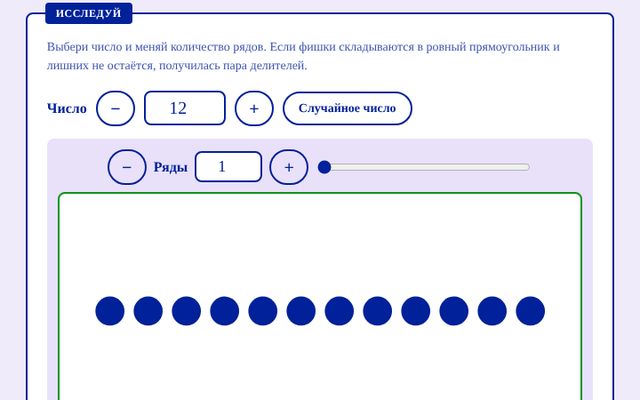 ИССЛЕДУЙ
Выбери число и меняй количество рядов. Если фишки складываются в ровный прямоугольник и
лишних не остаётся, получилась пара делителей.
Число − 12 + Случайное число
− Ряды 1 +